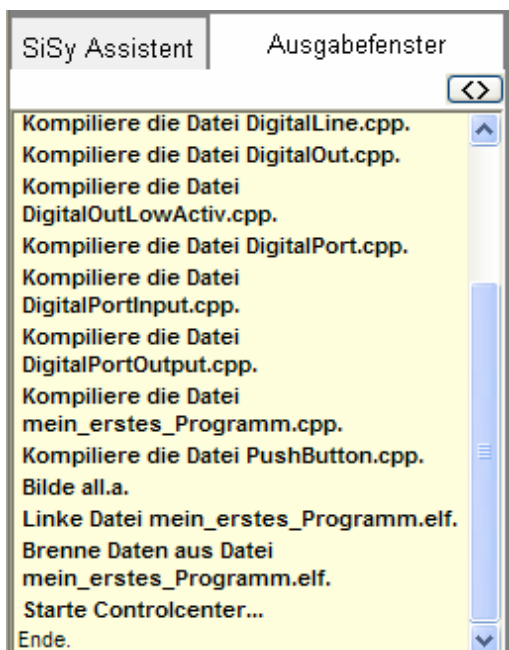 SiSy Assistent
Ausgabefenster
<>
Kompiliere die Datei DigitalLine.cpp.
Kompiliere die Datei DigitalOut.cpp.
Kompiliere die Datei
DigitalOutLowActiv.cpp.
Kompiliere die Datei DigitalPort.cpp.
Kompiliere die Datei
DigitalPortInput.cpp.
Kompiliere die Datei
DigitalPortOutput.cpp.
Kompiliere die Datei
mein_erstes_Programm.cpp.
Kompiliere die Datei PushButton.cpp.
Bilde all.a.
Linke Datei mein_erstes_Programm.elf.
Brenne Daten aus Datei
mein_erstes_Programm.elf.
Starte Controlcenter...
Ende.